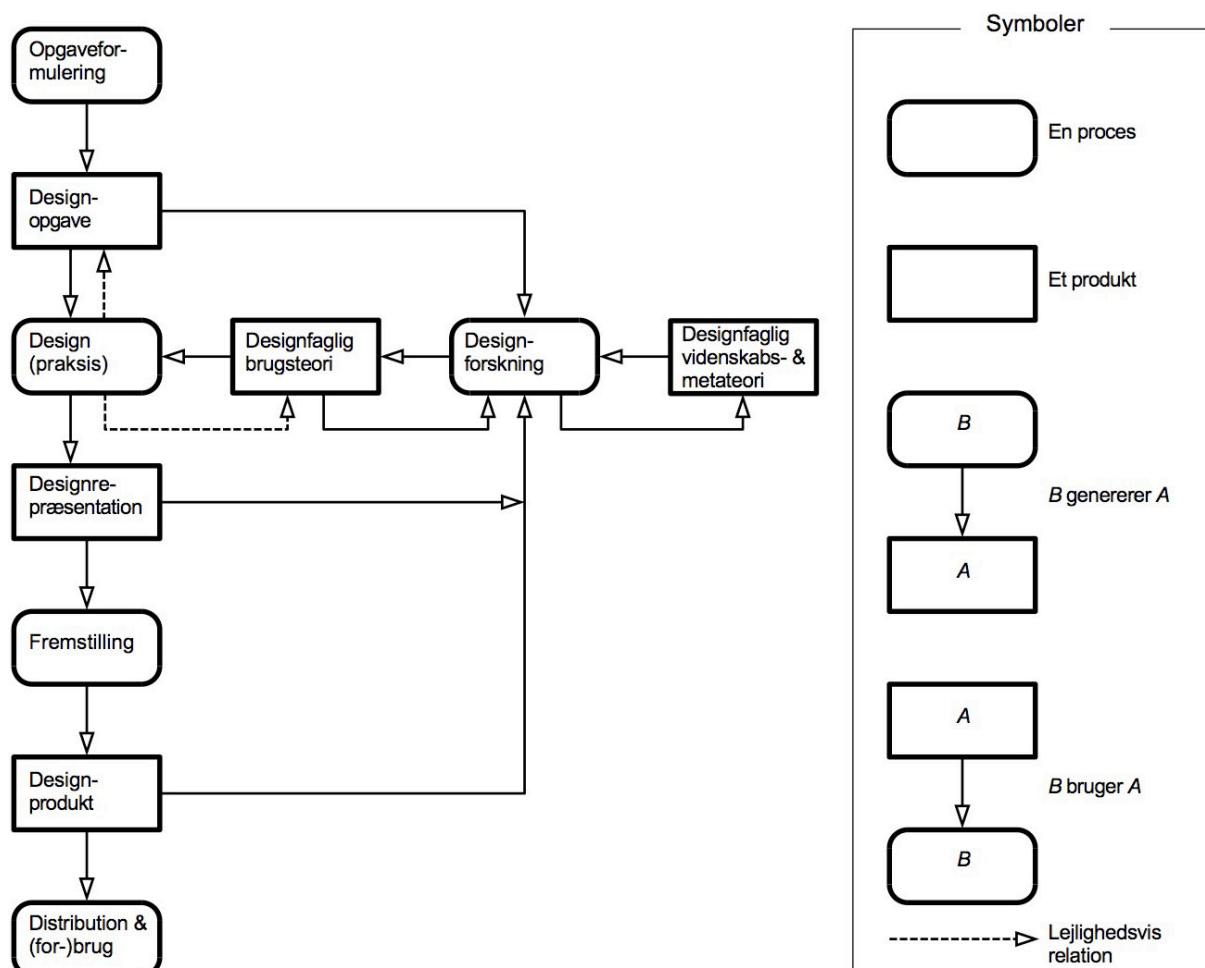 Opgavefor-
mulering
Design-
opgave
Design
(praksis)
Designfaglig
brugsteori
Design-
forskning
Designfaglig
videnskabs- &
metateori
Designre-
præsentation
Fremstilling
Design-
produkt
Distribution &
(for-)brug
Symboler
En proces
Et produkt
B
B genererer A
A
A
B bruger A
B
Lejlighedsvis
relation